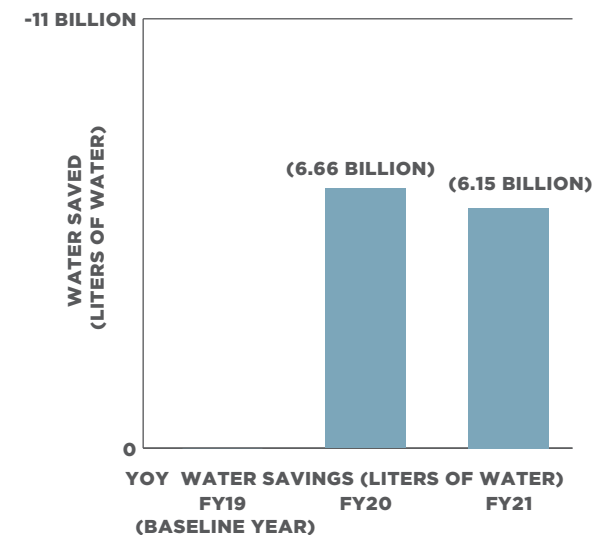 -11 BILLION
(6.66 BILLION)
(6.15 BILLION)
WATER SAVED
(LITERS OF WATER)
0
YOY WATER SAVINGS (LITERS OF WATER)
FY19 FY20 FY21
(BASELINE YEAR)